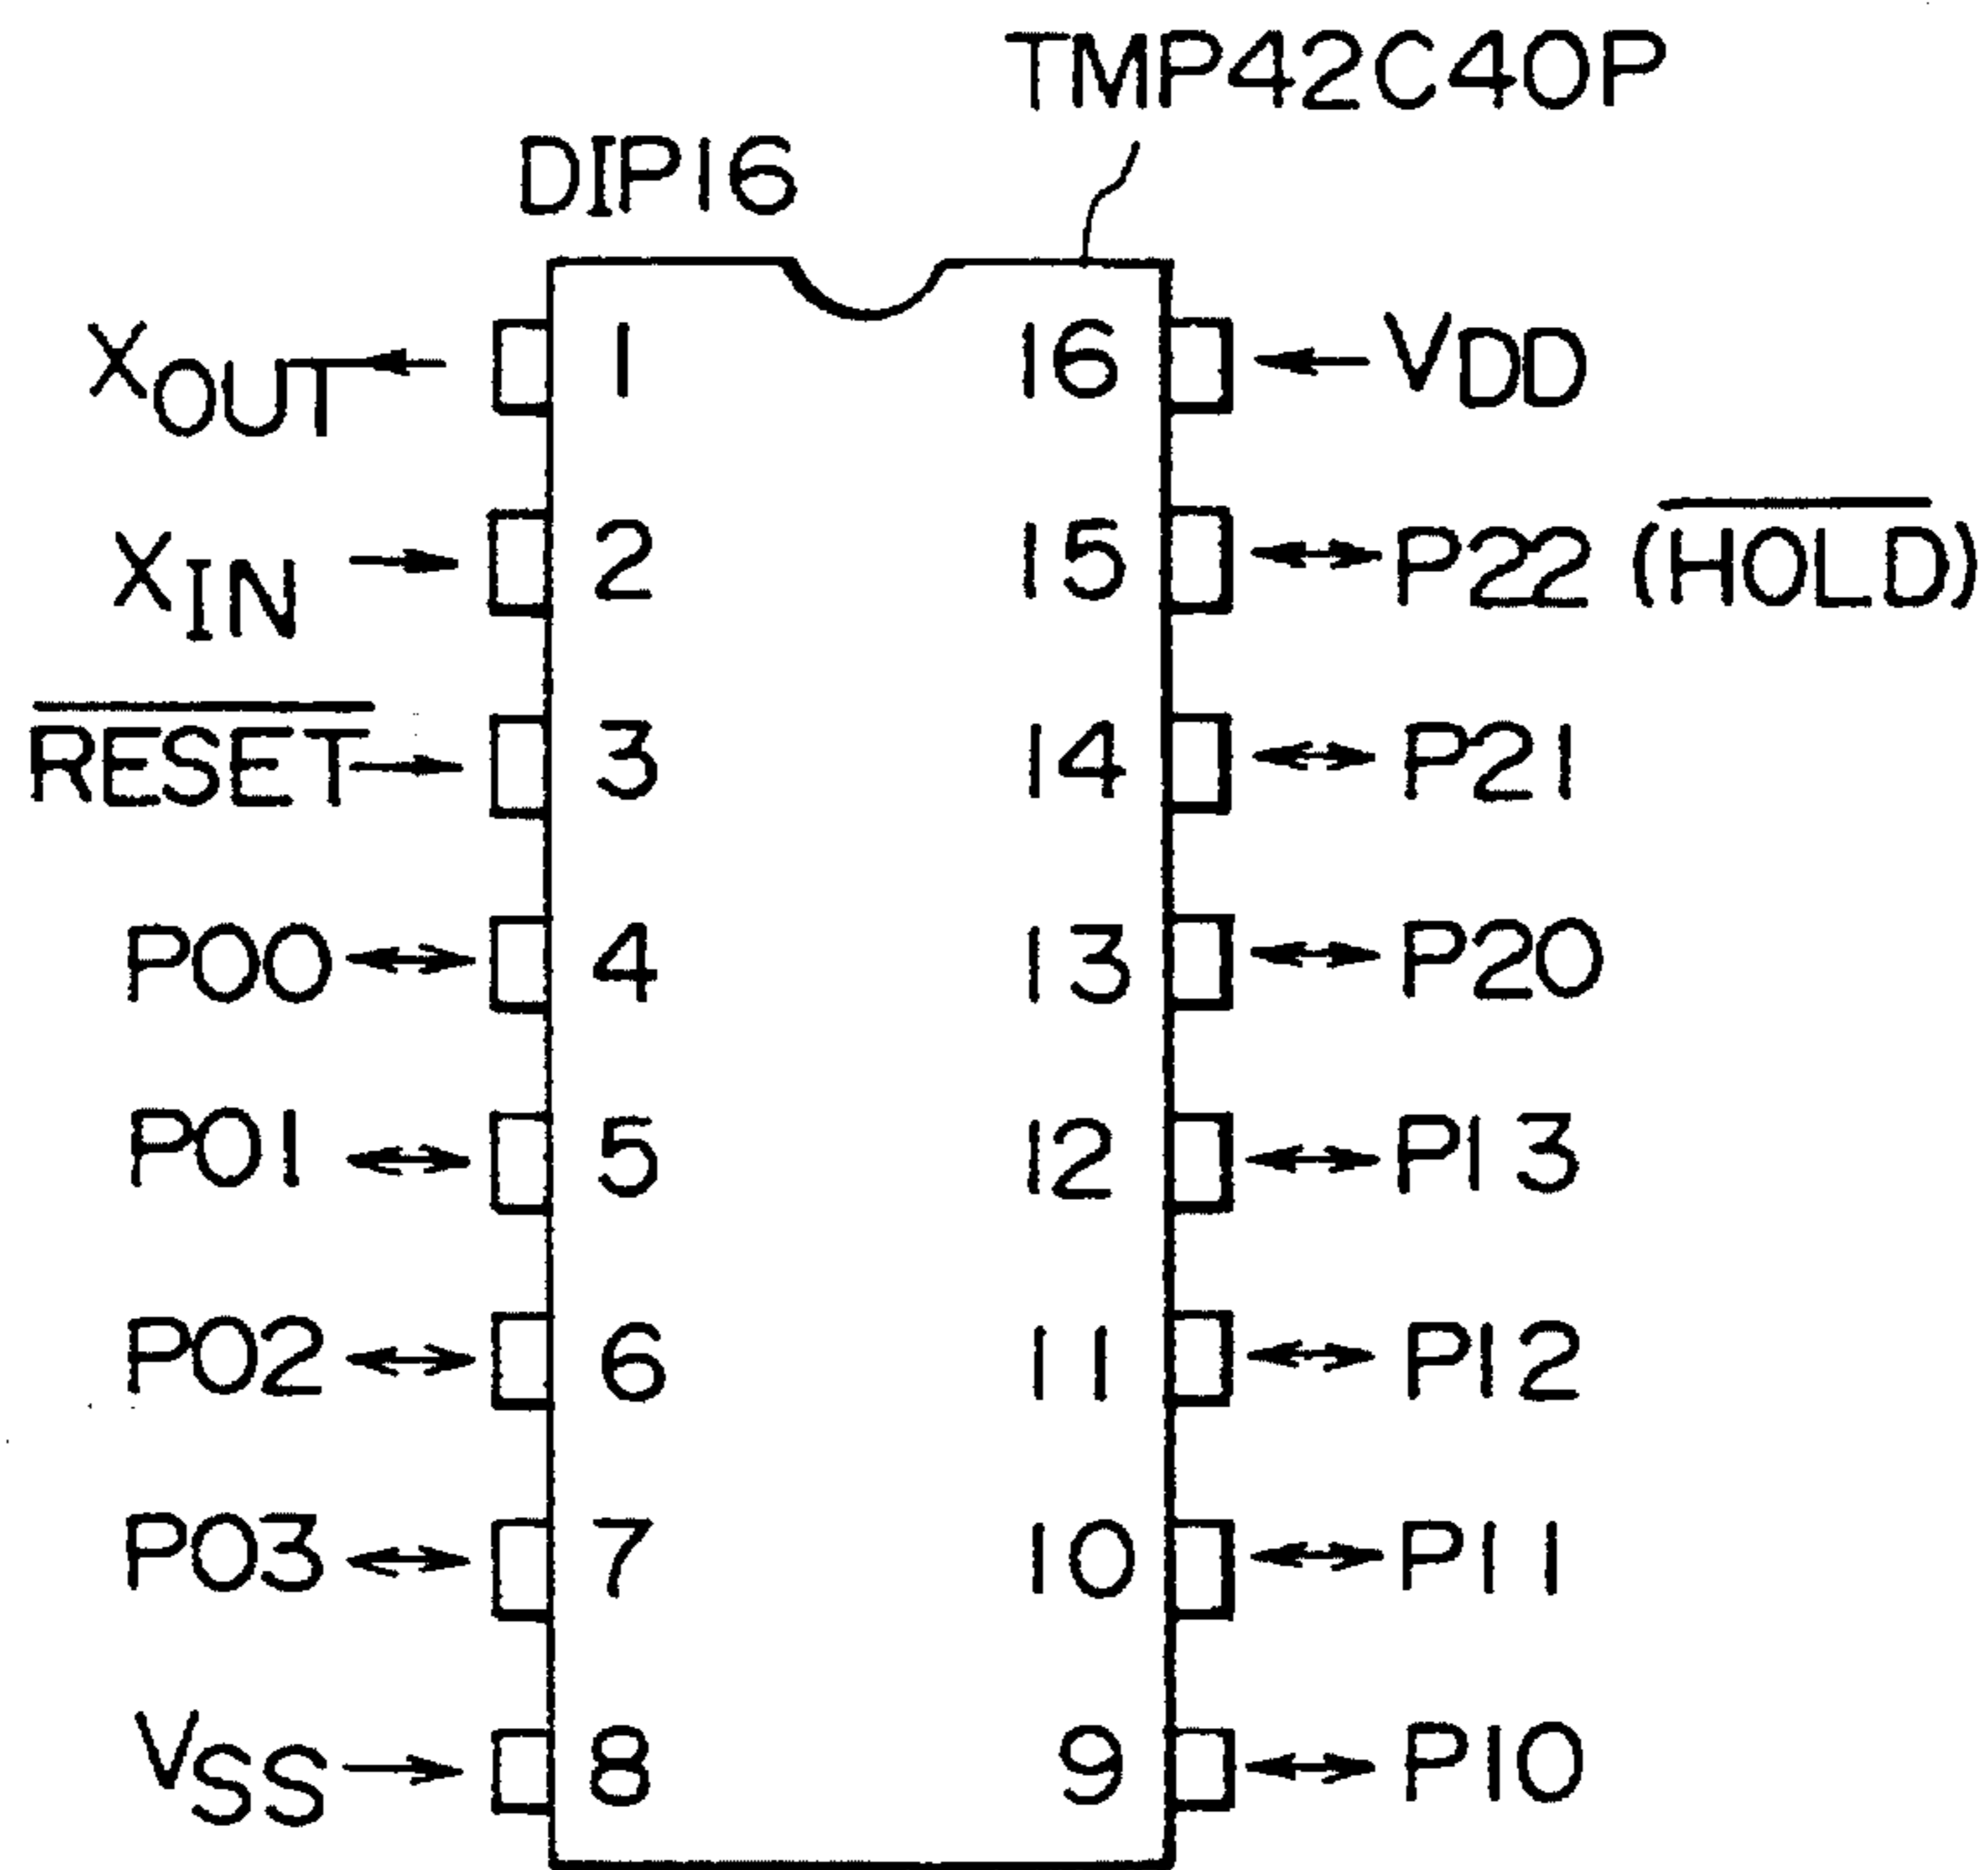 TMP42C40P
DIP16
XOUT 1 16 VDD
XIN 2 15 P22 (HOLD)
RESET 3 14 P21
P00 4 13 P20
P01 5 12 P13
P02 6 11 P12
P03 7 10 P11
VSS 8 9 P10